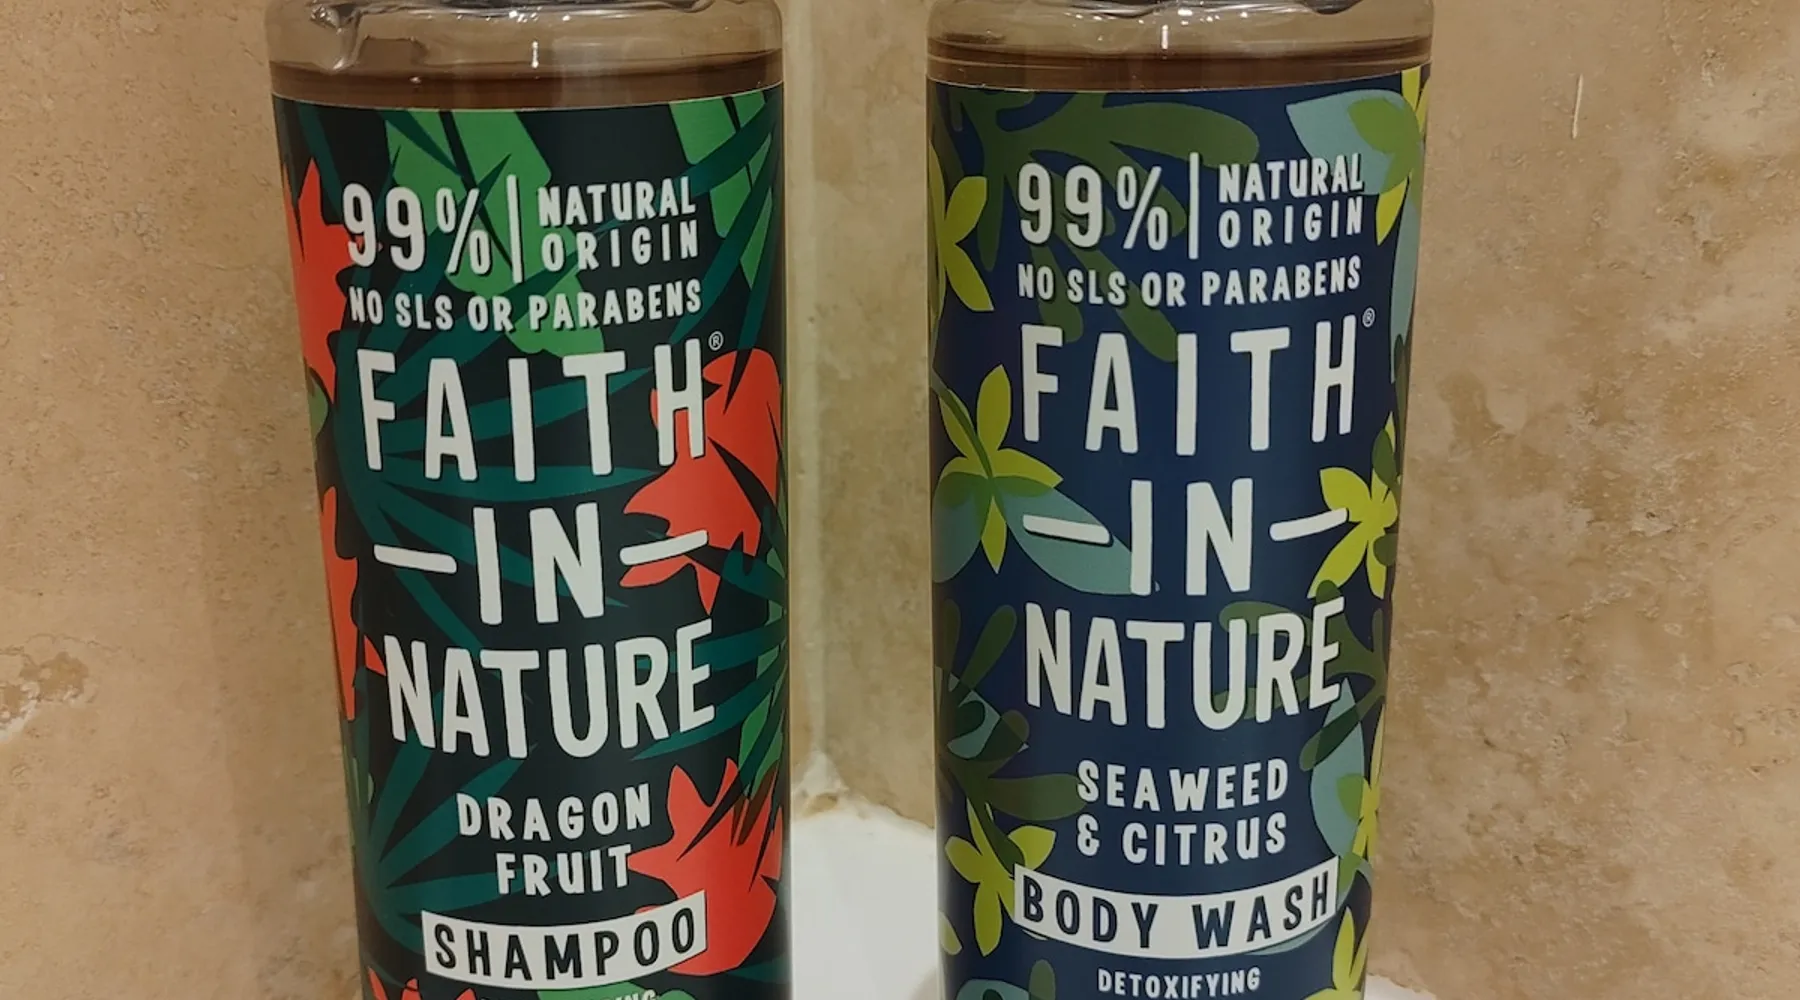 99% | NATURAL
ORIGIN
NO SLS OR PARABENS
FAITH®
IN
NATURE
DRAGON
FRUIT
SHAMPOO
99% | NATURAL
ORIGIN
NO SLS OR PARABENS
FAITH®
IN
NATURE
SEAWEED
& CITRUS
BODY WASH
DETOXIFYING